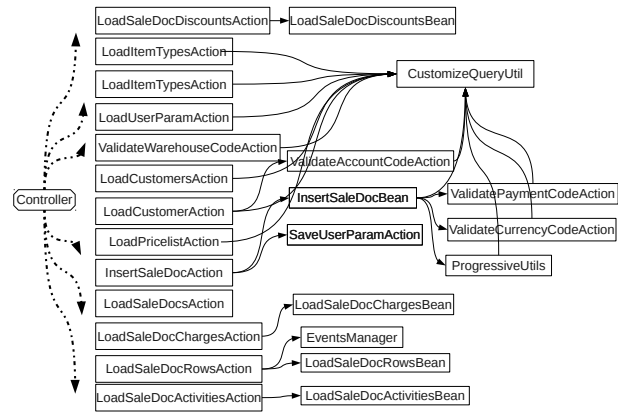 LoadSaleDocDiscountsAction
LoadSaleDocDiscountsBean
LoadItemTypesAction
CustomizeQueryUtil
LoadItemTypesAction
LoadUserParamAction
ValidateWarehouseCodeAction
ValidateAccountCodeAction
LoadCustomersAction
Controller
InsertSaleDocBean
ValidatePaymentCodeAction
LoadCustomerAction
ValidateCurrencyCodeAction
SaveUserParamAction
LoadPricelistAction
ProgressiveUtils
InsertSaleDocAction
LoadSaleDocsAction
LoadSaleDocChargesBean
LoadSaleDocChargesAction
EventsManager
LoadSaleDocRowsAction
LoadSaleDocRowsBean
LoadSaleDocActivitiesAction
LoadSaleDocActivitiesBean